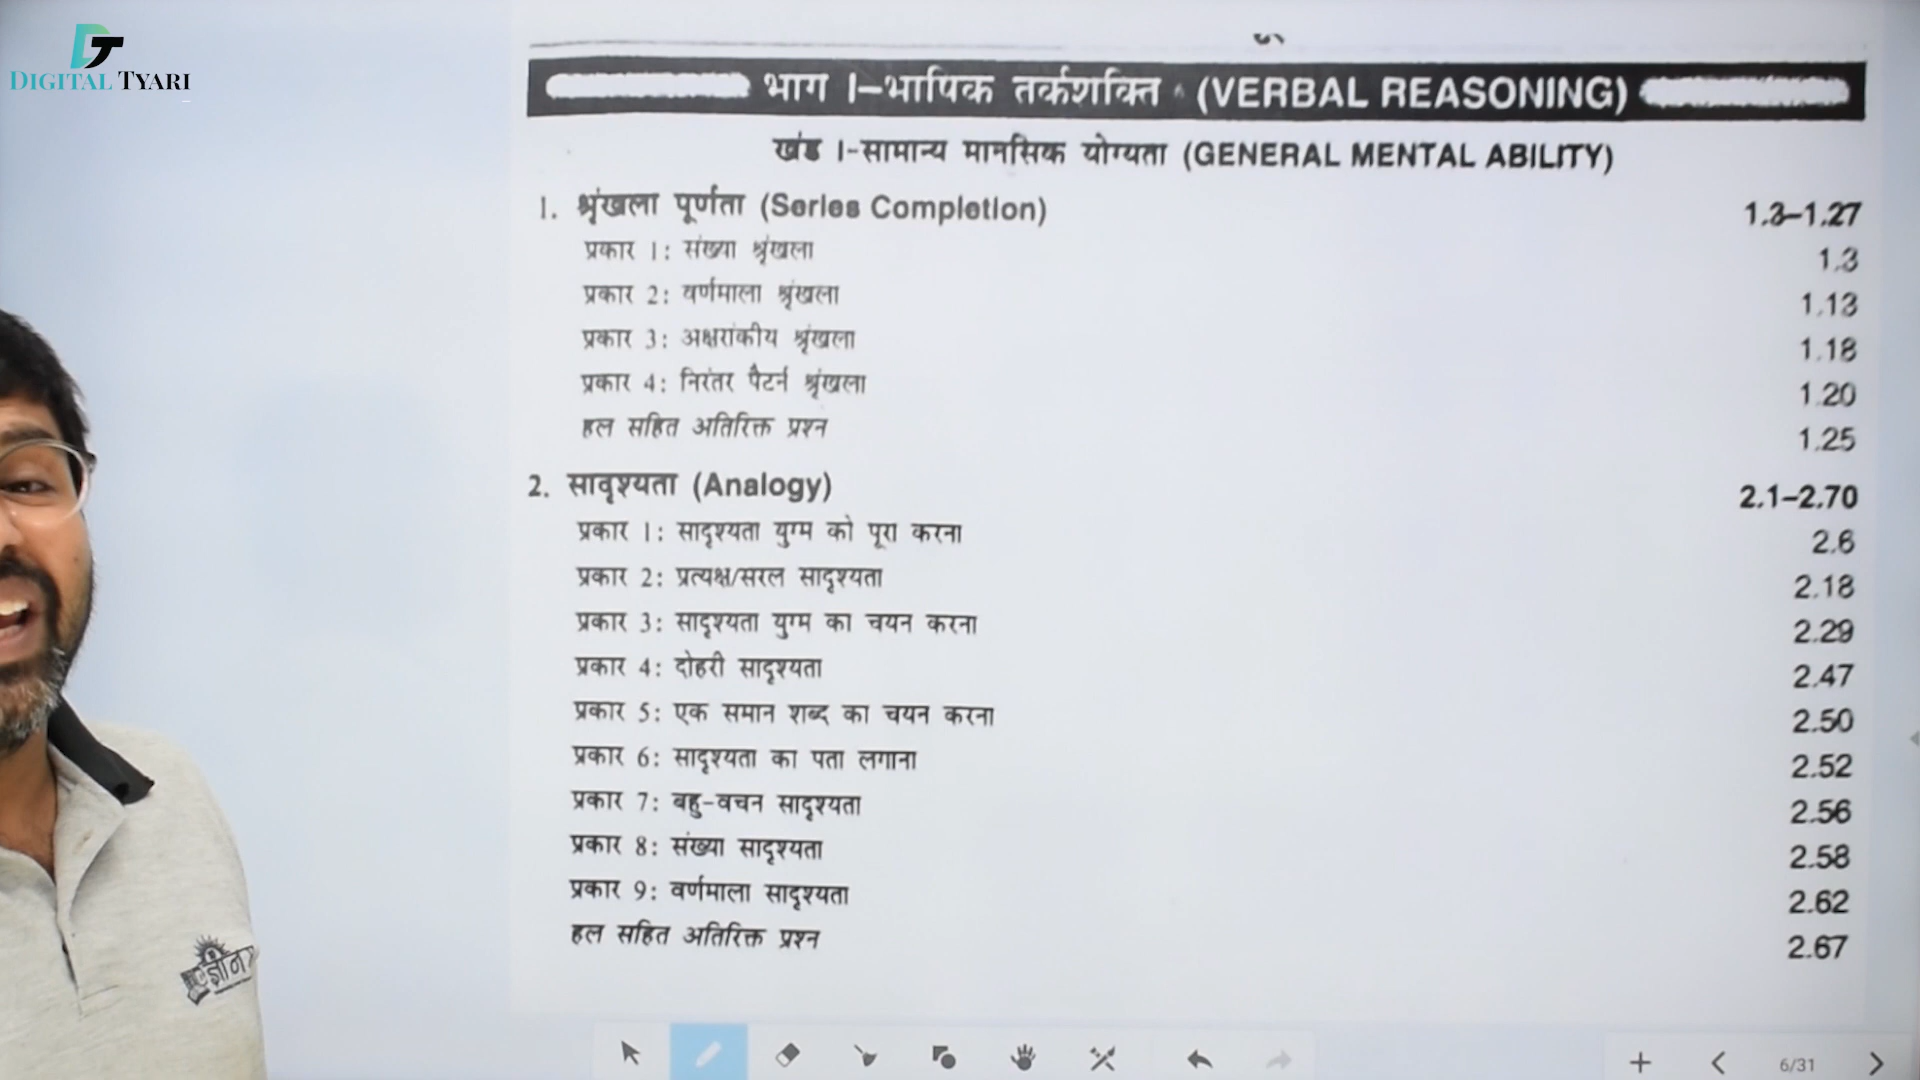 DIGITAL TYARI
भाग I–भाषिक तर्कशक्ति (VERBAL REASONING)
खंड I-सामान्य मानसिक योग्यता (GENERAL MENTAL ABILITY)
1. श्रृंखला पूर्णता (Series Completion) 1.3–1.27
प्रकार 1: संख्या श्रृंखला 1.3
प्रकार 2: वर्णमाला श्रृंखला 1.13
प्रकार 3: अक्षरांकीय श्रृंखला 1.18
प्रकार 4: निरंतर पैटर्न श्रृंखला 1.20
हल सहित अतिरिक्त प्रश्न 1.25
2. सादृश्यता (Analogy) 2.1–2.70
प्रकार 1: सादृश्यता युग्म को पूरा करना 2.6
प्रकार 2: प्रत्यक्ष/सरल सादृश्यता 2.18
प्रकार 3: सादृश्यता युग्म का चयन करना 2.29
प्रकार 4: दोहरी सादृश्यता 2.47
प्रकार 5: एक समान शब्द का चयन करना 2.50
प्रकार 6: सादृश्यता का पता लगाना 2.52
प्रकार 7: बहु-वचन सादृश्यता 2.56
प्रकार 8: संख्या सादृश्यता 2.58
प्रकार 9: वर्णमाला सादृश्यता 2.62
हल सहित अतिरिक्त प्रश्न 2.67
ज्ञान
6/31